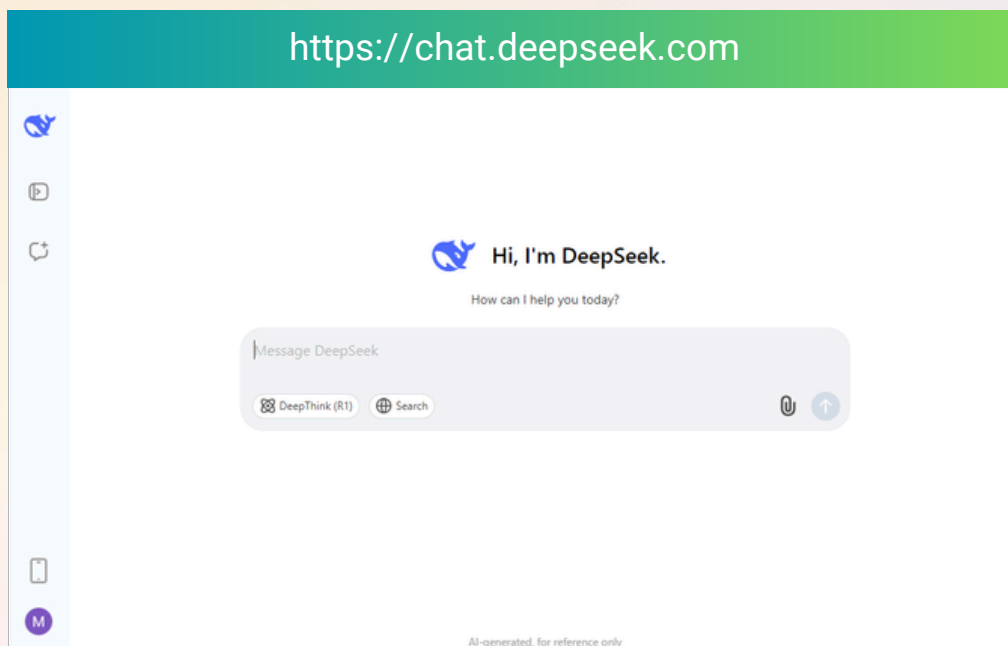 https://chat.deepseek.com
Hi, I'm DeepSeek.
How can I help you today?
Message DeepSeek
DeepThink (R1) Search
M
AI-generated, for reference only